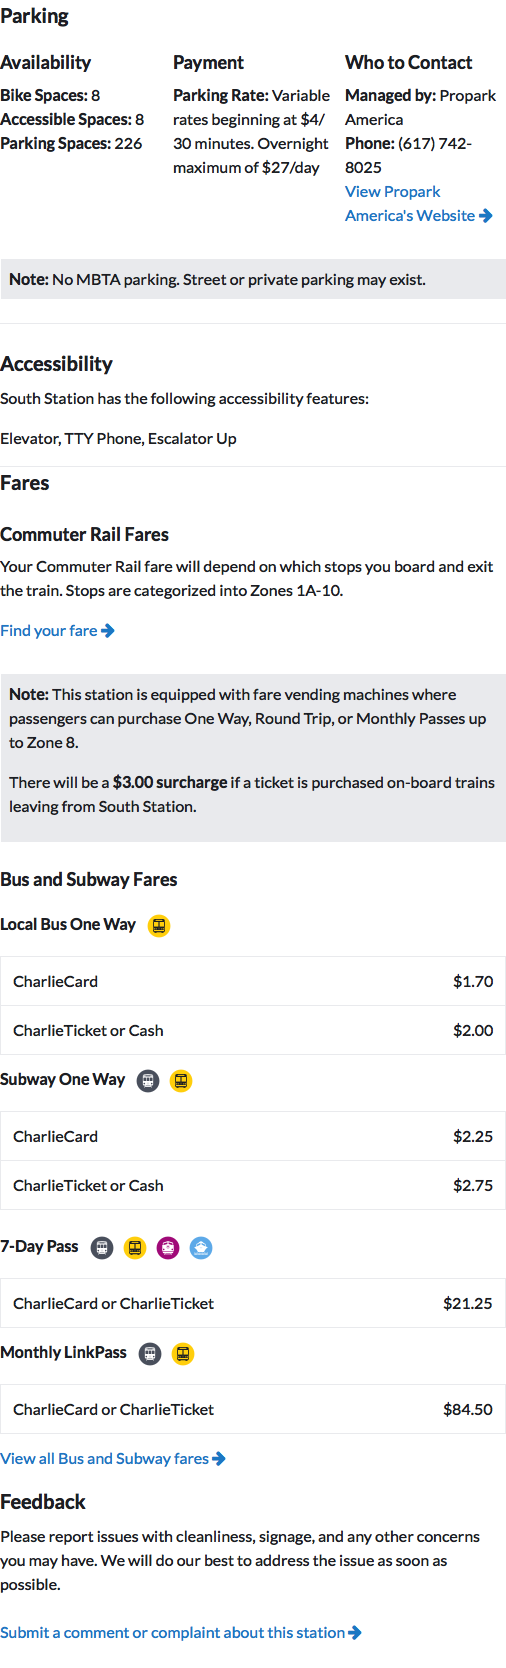 Parking
Availability
Bike Spaces: 8
Accessible Spaces: 8
Parking Spaces: 226
Payment
Parking Rate: Variable
rates beginning at $4/
30 minutes. Overnight
maximum of $27/day
Who to Contact
Managed by: Propark
America
Phone: (617) 742-
8025
View Propark
America's Website
Note: No MBTA parking. Street or private parking may exist.
Accessibility
South Station has the following accessibility features:
Elevator, TTY Phone, Escalator Up
Fares
Commuter Rail Fares
Your Commuter Rail fare will depend on which stops you board and exit
the train. Stops are categorized into Zones 1A-10.
Find your fare
Note: This station is equipped with fare vending machines where
passengers can purchase One Way, Round Trip, or Monthly Passes up
to Zone 8.
There will be a $3.00 surcharge if a ticket is purchased on-board trains
leaving from South Station.
Bus and Subway Fares
Local Bus One Way
CharlieCard $1.70
CharlieTicket or Cash $2.00
Subway One Way
CharlieCard $2.25
CharlieTicket or Cash $2.75
7-Day Pass
CharlieCard or CharlieTicket $21.25
Monthly LinkPass
CharlieCard or CharlieTicket $84.50
View all Bus and Subway fares
Feedback
Please report issues with cleanliness, signage, and any other concerns
you may have. We will do our best to address the issue as soon as
possible.
Submit a comment or complaint about this station